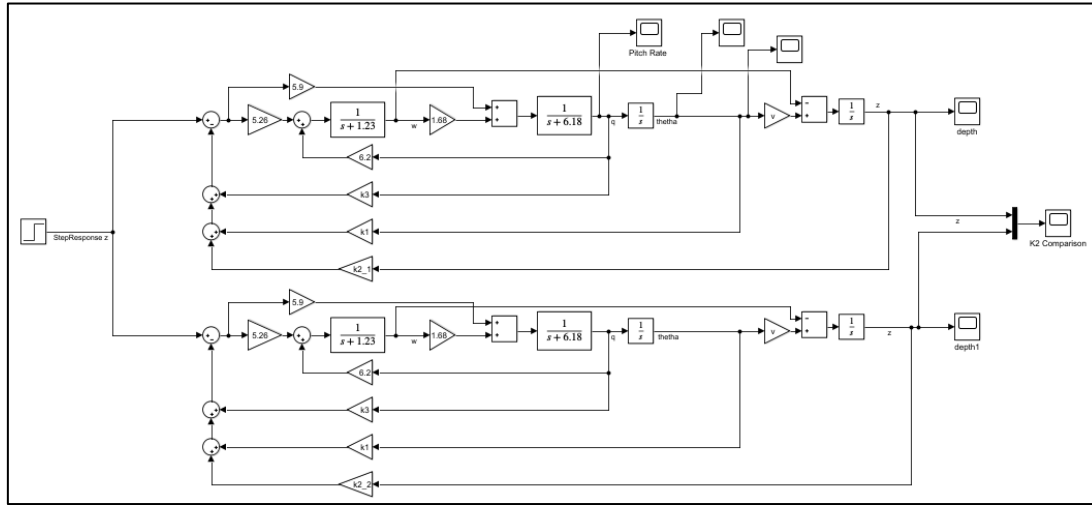 Pitch Rate
5.9
5.26
1
s + 1.23
w
1.68
+
+
1
s + 6.18
q
1
s
thetha
v
−
+
1
s
z
depth
6.2
k3
k1
k2_1
StepResponse z
z
K2 Comparison
5.9
5.26
1
s + 1.23
w
1.68
+
+
1
s + 6.18
q
1
s
thetha
v
−
+
1
s
z
depth1
6.2
k3
k1
k2_2